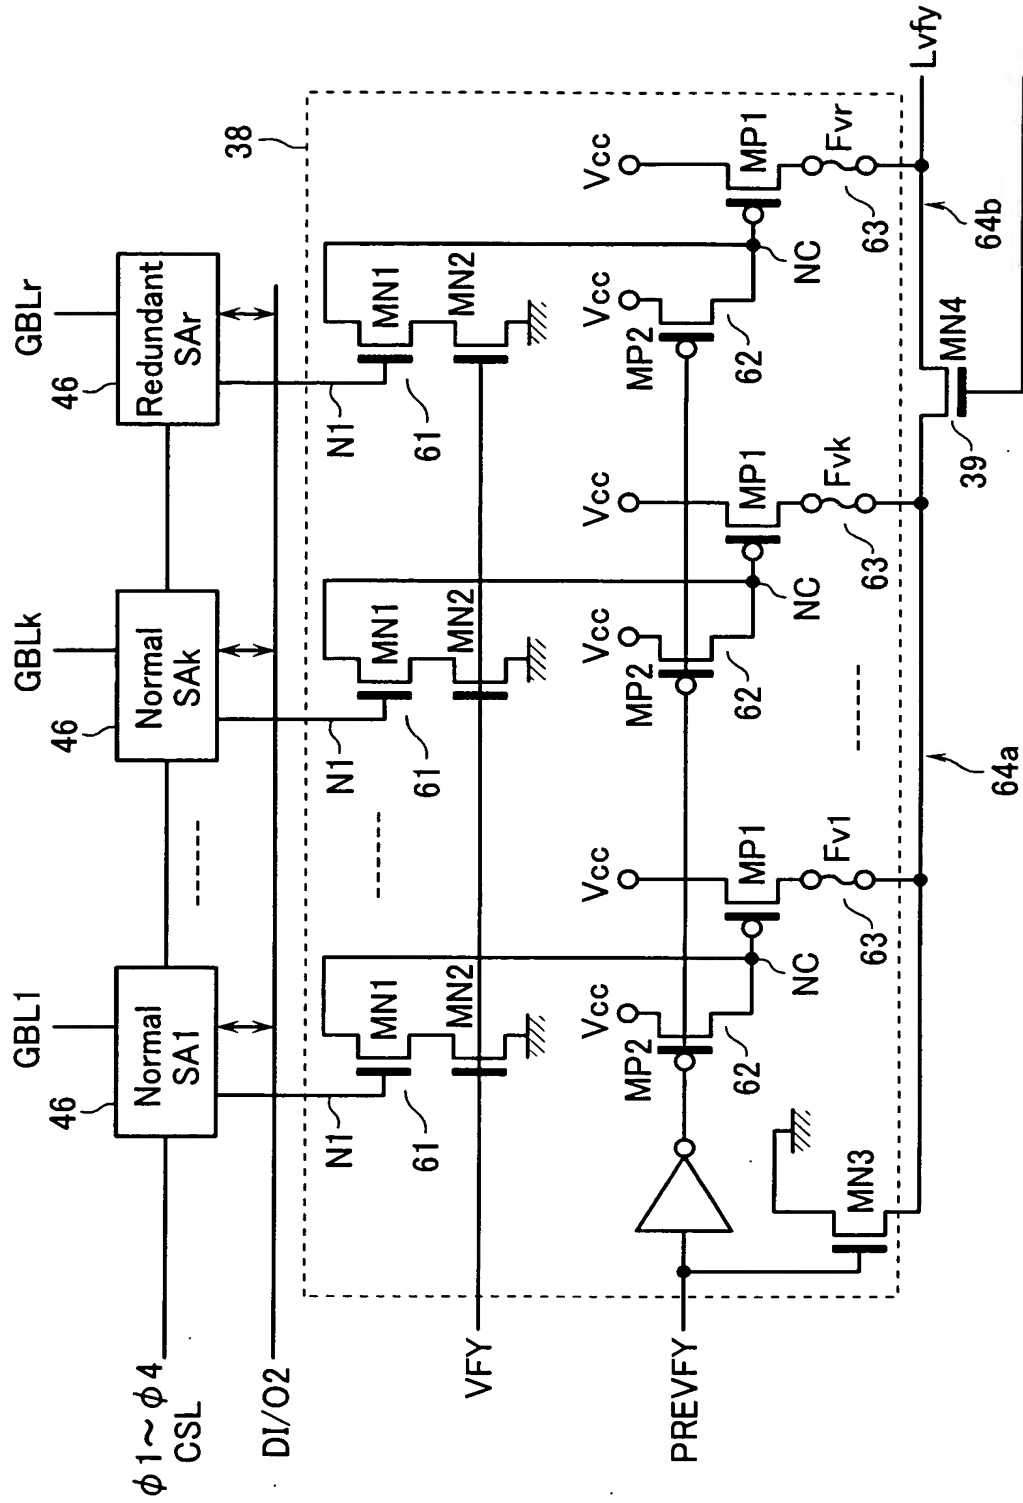 GBL1
GBLk
GBLr
46
Normal
SA1
46
Normal
SAk
46
Redundant
SAr
φ1~φ4
CSL
DI/O2
38
N1
61
MN1
MN2
N1
61
MN1
MN2
N1
61
MN1
MN2
VFY
Vcc
MP2
62
Vcc
MP1
NC
Vcc
MP2
62
Vcc
MP1
NC
Vcc
MP2
62
Vcc
MP1
NC
PREVFY
MN3
63
Fv1
63
Fvk
63
Fvr
64a
39
MN4
64b
Lvfy